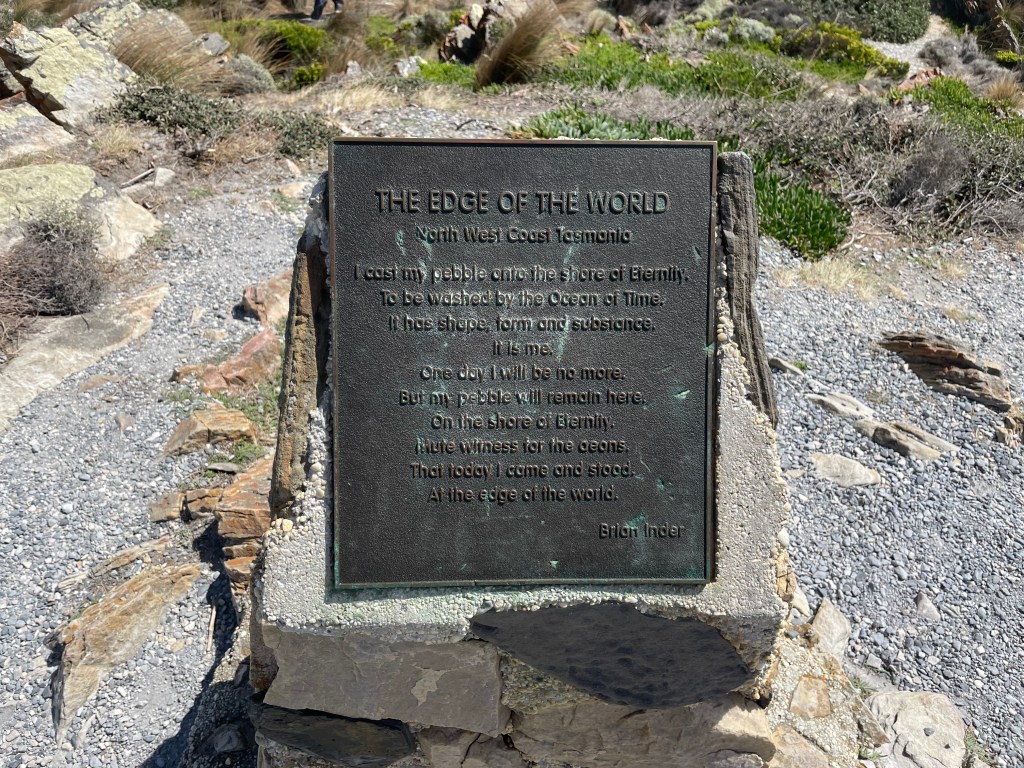 THE EDGE OF THE WORLD
North West Coast Tasmania
I cast my pebble onto the shore of Eternity.
To be washed by the Ocean of Time.
It has shape, form and substance.
It is me.
One day I will be no more.
But my pebble will remain here.
On the shore of Eternity.
Mute witness for the aeons.
That today I came and stood.
At the edge of the world.
Brian Inder